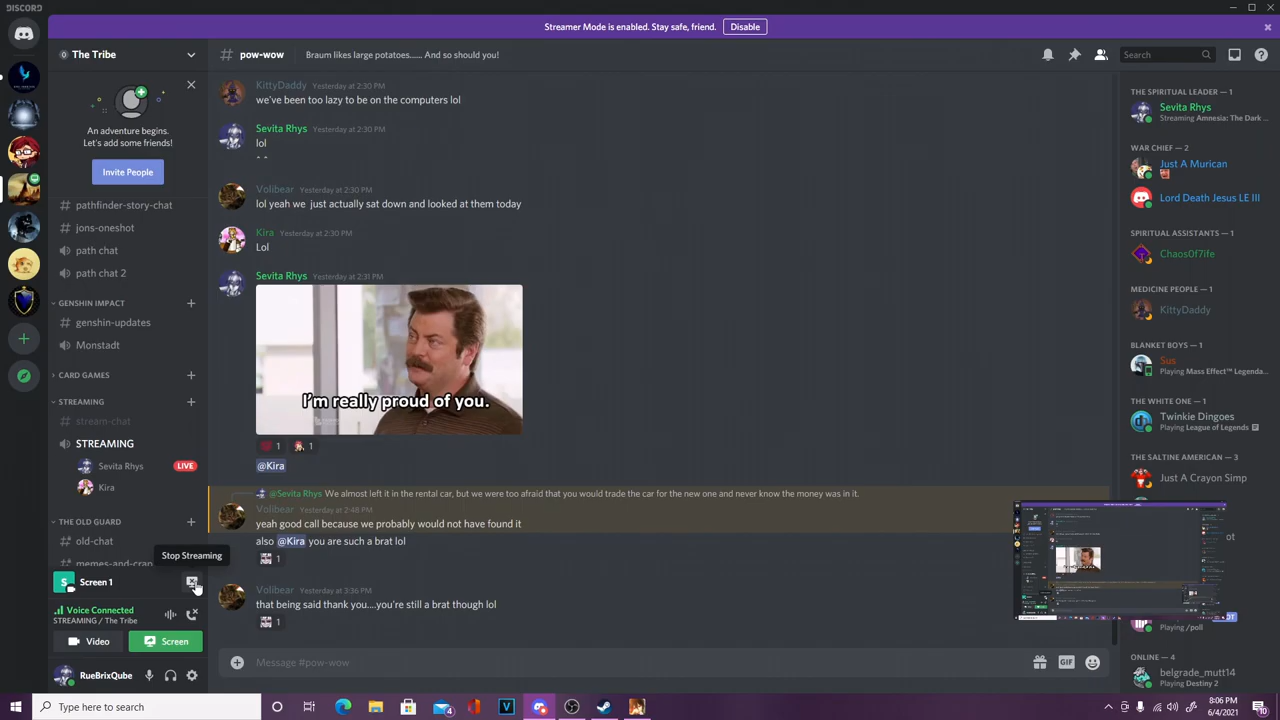 DISCORD
Streamer Mode is enabled. Stay safe, friend.
Disable
The Tribe
An adventure begins.
Let's add some friends!
Invite People
pathfinder-story-chat
jons-oneshot
path chat
path chat 2
GENSHIN IMPACT
genshin-updates
Monstadt
CARD GAMES
STREAMING
stream-chat
STREAMING
Sevita Rhys LIVE
Kira
THE OLD GUARD
old-chat
memes-and-crap
Stop Streaming
S Screen 1
Voice Connected
STREAMING / The Tribe
Video
Screen
RueBrixQube
# pow-wow Braum likes large potatoes...... And so should you!
Search
KittyDaddy Yesterday at 2:30 PM
we've been too lazy to be on the computers lol
Sevita Rhys Yesterday at 2:30 PM
lol
^ ^
Volibear Yesterday at 2:30 PM
lol yeah we just actually sat down and looked at them today
Kira Yesterday at 2:30 PM
Lol
Sevita Rhys Yesterday at 2:31 PM
I'm really proud of you.
1 1
@Kira
@Sevita Rhys We almost left it in the rental car, but we were too afraid that you would trade the car for the new one and never know the money was in it.
Volibear Yesterday at 2:48 PM
yeah good call because we probably would not have found it
also @Kira you are such a brat lol
1
Volibear Yesterday at 3:36 PM
that being said thank you....you're still a brat though lol
1
Message #pow-wow
GIF
THE SPIRITUAL LEADER — 1
Sevita Rhys
Streaming Amnesia: The Dark ...
WAR CHIEF — 2
Just A Murican
Lord Death Jesus LE III
SPIRITUAL ASSISTANTS — 1
Chaos0f7ife
MEDICINE PEOPLE — 1
KittyDaddy
BLANKET BOYS — 1
Sus
Playing Mass Effect™ Legenda...
THE WHITE ONE — 1
Twinkie Dingoes
Playing League of Legends
THE SALTINE AMERICAN — 3
Just A Crayon Simp
ot
OT
Playing /poll
ONLINE — 4
belgrade_mutt14
Playing Destiny 2
Type here to search
4
V
8:06 PM
6/4/2021
10